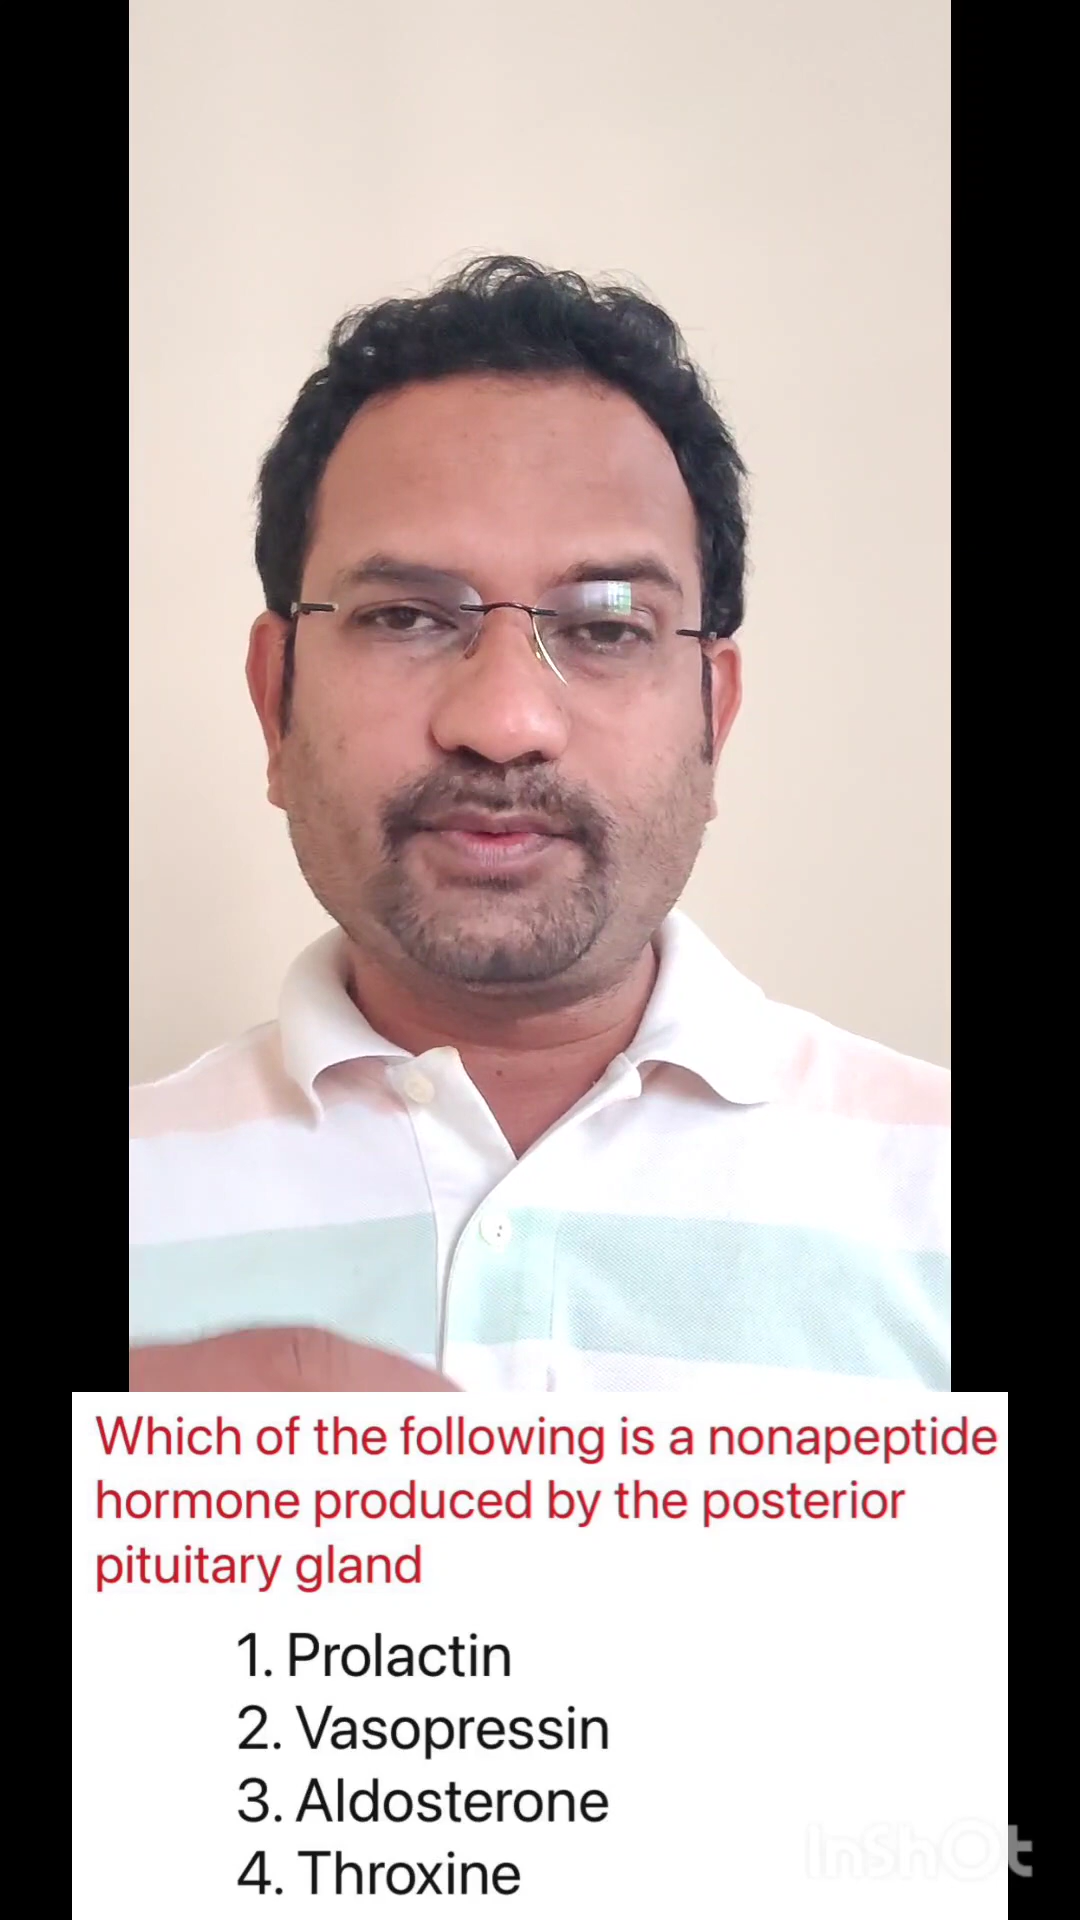 Which of the following is a nonapeptide
hormone produced by the posterior
pituitary gland
1. Prolactin
2. Vasopressin
3. Aldosterone
4. Throxine
InShOt